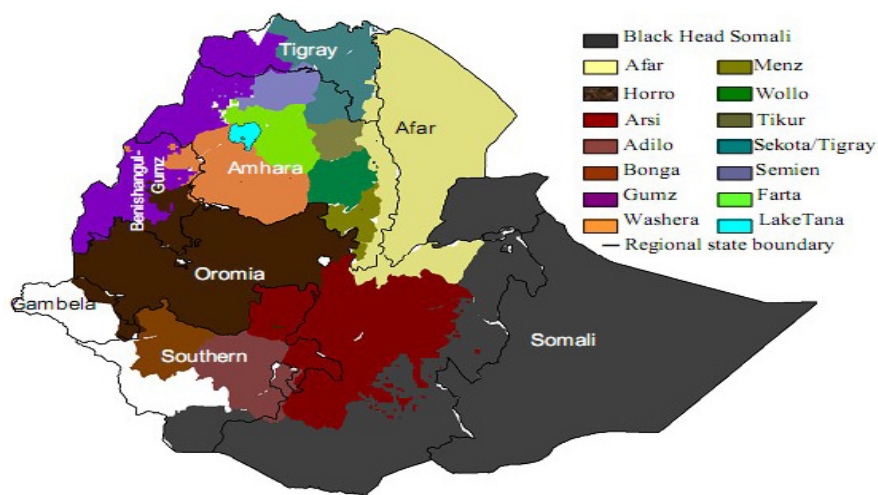 Tigray
Afar
Amhara
Benishangul-
Gumz
Oromia
Gambela
Southern
Somali
Black Head Somali
Afar Menz
Horro Wollo
Arsi Tikur
Adilo Sekota/Tigray
Bonga Semien
Gumz Farta
Washera LakeTana
Regional state boundary